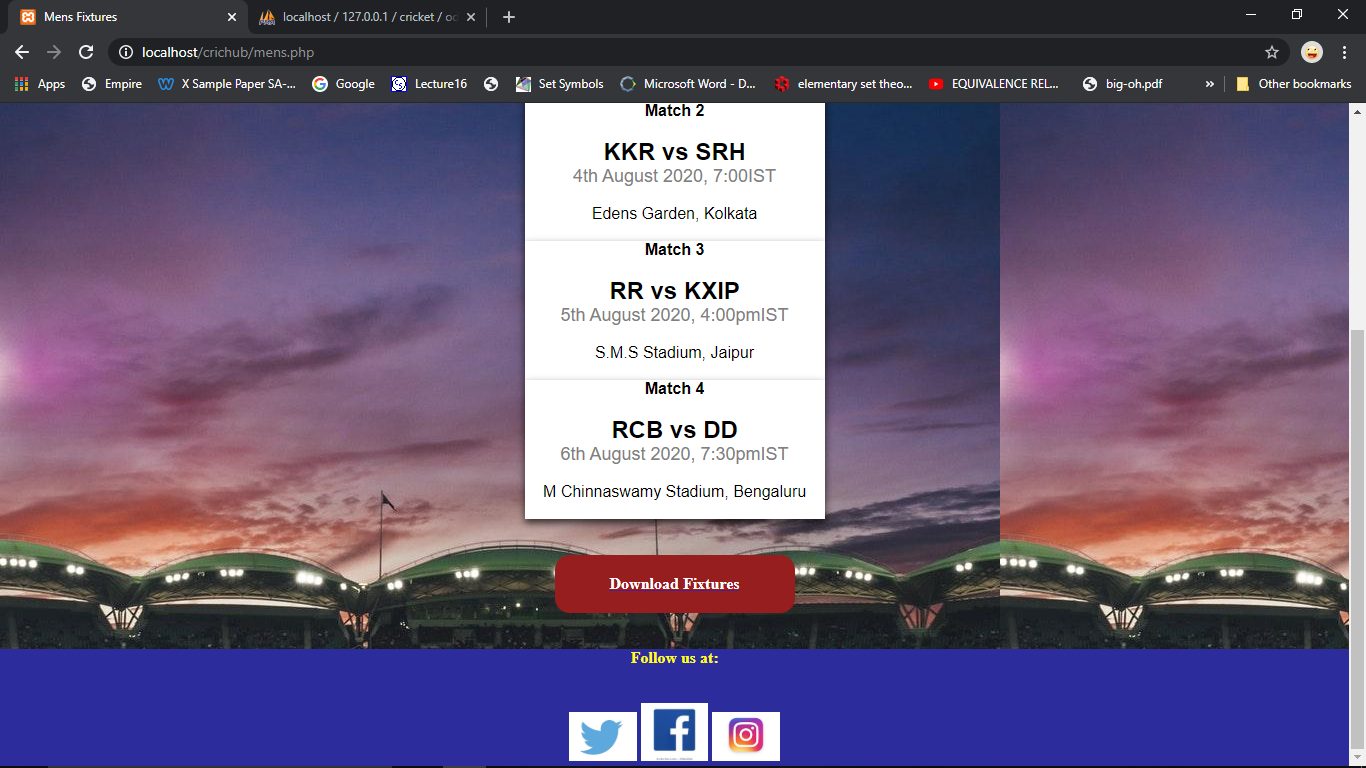 Mens Fixtures
localhost / 127.0.0.1 / cricket / od
localhost/crichub/mens.php
Apps
Empire
X Sample Paper SA-...
Google
Lecture16
Set Symbols
Microsoft Word - D...
elementary set theo...
EQUIVALENCE REL...
big-oh.pdf
»
Other bookmarks
Match 2
KKR vs SRH
4th August 2020, 7:00IST
Edens Garden, Kolkata
Match 3
RR vs KXIP
5th August 2020, 4:00pmIST
S.M.S Stadium, Jaipur
Match 4
RCB vs DD
6th August 2020, 7:30pmIST
M Chinnaswamy Stadium, Bengaluru
Download Fixtures
Follow us at: